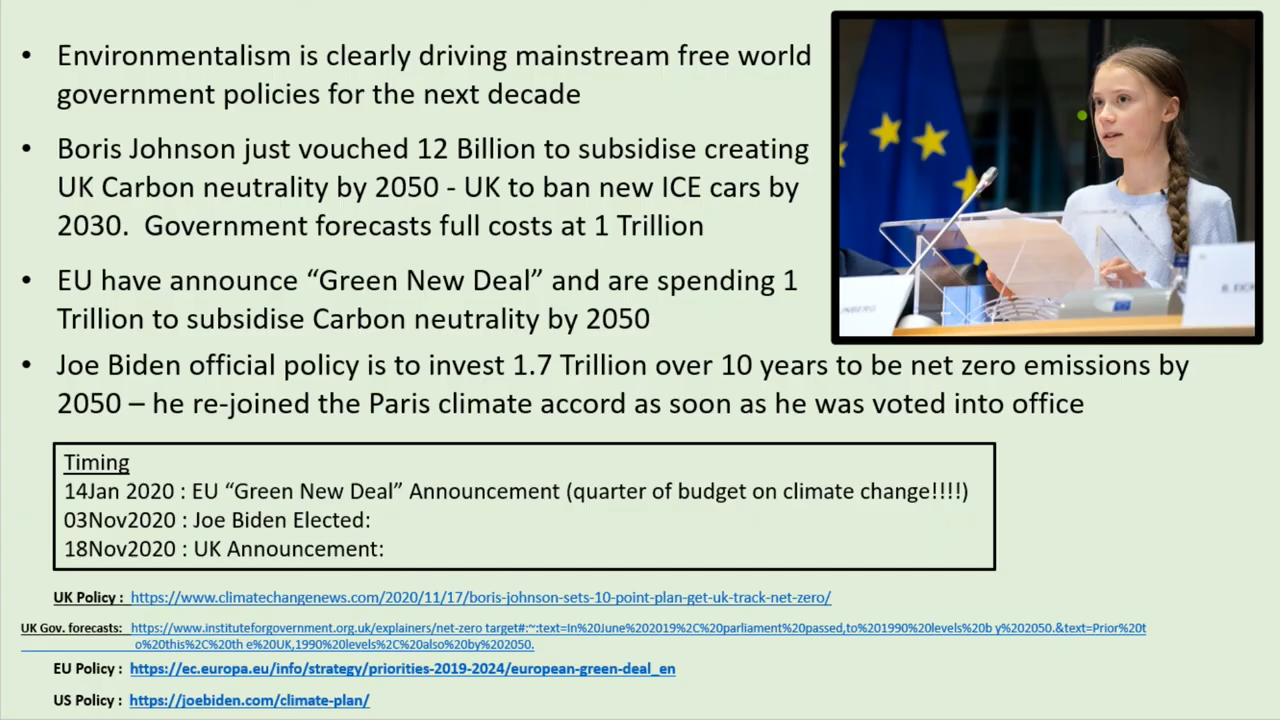 • Environmentalism is clearly driving mainstream free world
government policies for the next decade
• Boris Johnson just vouched 12 Billion to subsidise creating
UK Carbon neutrality by 2050 - UK to ban new ICE cars by
2030.  Government forecasts full costs at 1 Trillion
• EU have announce “Green New Deal” and are spending 1
Trillion to subsidise Carbon neutrality by 2050
• Joe Biden official policy is to invest 1.7 Trillion over 10 years to be net zero emissions by
2050 – he re-joined the Paris climate accord as soon as he was voted into office
Timing
14Jan 2020 : EU “Green New Deal” Announcement (quarter of budget on climate change!!!!)
03Nov2020 : Joe Biden Elected:
18Nov2020 : UK Announcement:
UK Policy : https://www.climatechangenews.com/2020/11/17/boris-johnson-sets-10-point-plan-get-uk-track-net-zero/
UK Gov. forecasts: https://www.instituteforgovernment.org.uk/explainers/net-zero target#:~:text=In%20June%202019%2C%20parliament%20passed,to%201990%20levels%20b y%202050.&text=Prior%20t
o%20this%2C%20th e%20UK,1990%20levels%2C%20also%20by%202050.
EU Policy : https://ec.europa.eu/info/strategy/priorities-2019-2024/european-green-deal_en
US Policy : https://joebiden.com/climate-plan/